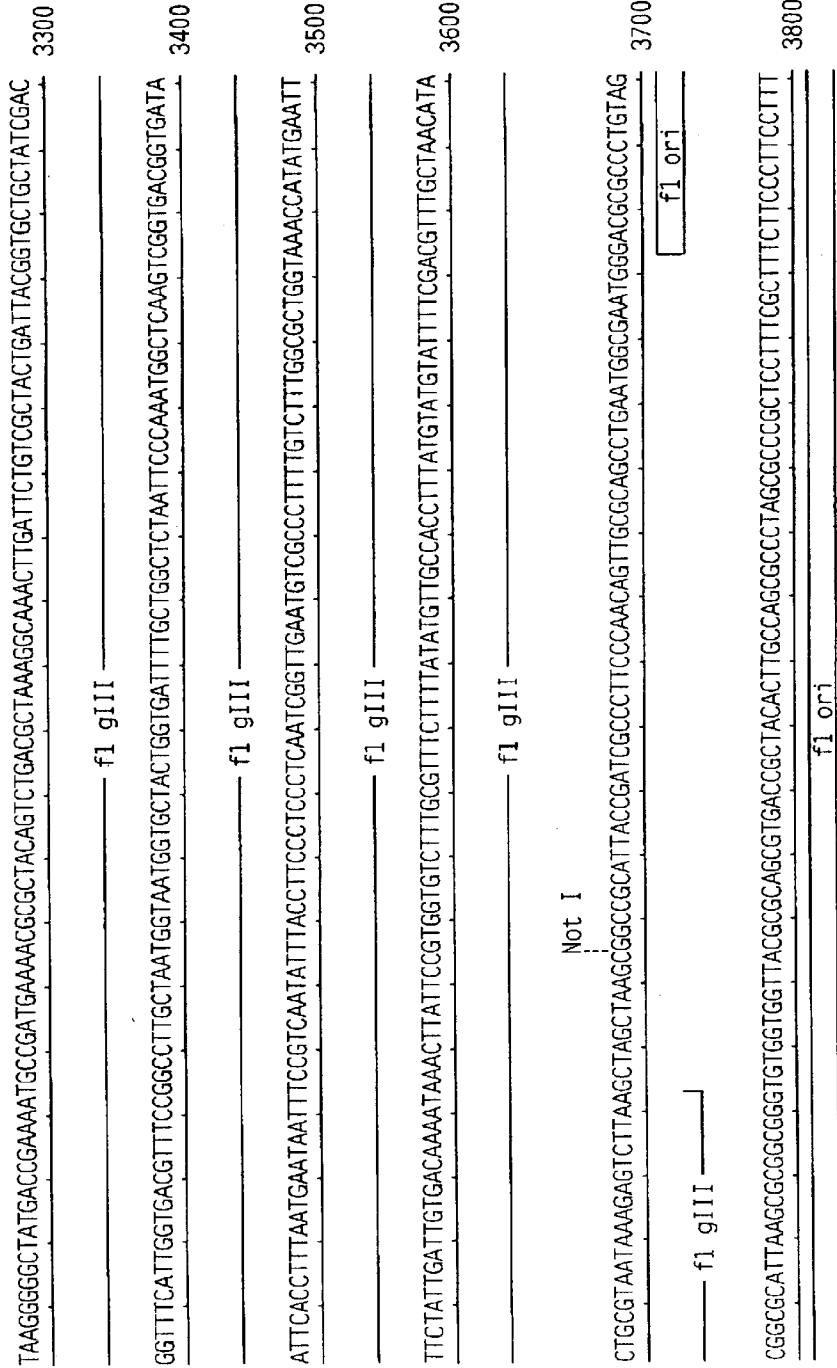 TAAGGGGGCTATGACCGAAAATGCCGATGAAAACGCGCTACAGTCTGACGCTAAAGGCAAACTTGATTCTGTCGCTACTGATTACGGTGCTGCTATCGAC 3300
f1 gIII
GGTTTCATTGGTGACGTTTCCGGCCTTGCTAATGGTAATGGTGCTACTGGTGATTTTGCTGGCTCTAATTCCCAAATGGCTCAAGTCGGTGACGGTGATA 3400
f1 gIII
ATTCACCTTTAATGAATAATTTCCGTCAATATTTACCTTCCCTCCCTCAATCGGTTGAATGTCGCCCTTTTGTCTTTGGCGCTGGTAAACCATATGAATT 3500
f1 gIII
TTCTATTGATTGTGACAAAATAAACTTATTCCGTGGTGTCTTTGCGTTTCTTTTATATGTTGCCACCTTTATGTATGTATTTTCGACGTTTGCTAACATA 3600
f1 gIII
Not I
CTGCGTAATAAAGAGTCTTAAGCTAGCTAAGCGGCCGCATTACCGATCGCCCTTCCCAACAGTTGCGCAGCCTGAATGGCGAATGGGACGCGCCCTGTAG 3700
f1 gIII f1 ori
CGGCGCATTAAGCGCGGCGGGTGTGGTGGTTACGCGCAGCGTGACCGCTACACTTGCCAGCGCCCTAGCGCCCGCTCCTTTCGCTTTCTTCCCTTCCTTT 3800
f1 ori